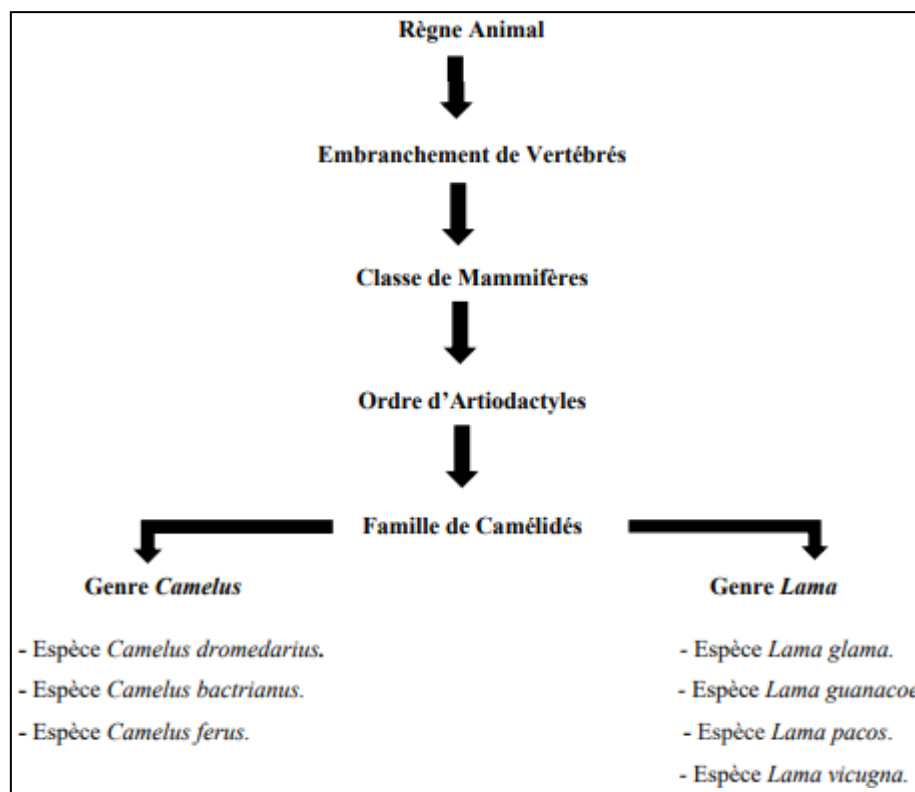 Règne Animal
Embranchement de Vertébrés
Classe de Mammifères
Ordre d'Artiodactyles
Famille de Camélidés
Genre Camelus
- Espèce Camelus dromedarius.
- Espèce Camelus bactrianus.
- Espèce Camelus ferus.
Genre Lama
- Espèce Lama glama.
- Espèce Lama guanacoe
- Espèce Lama pacos.
- Espèce Lama vicugna.